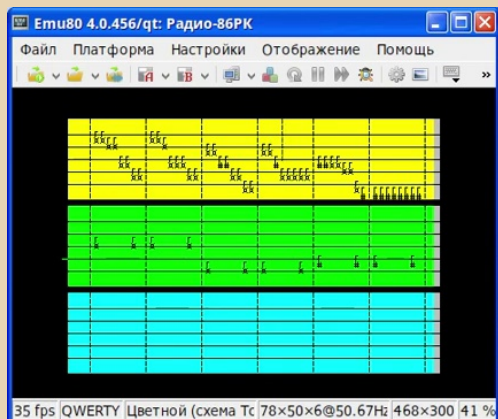 Emu80 4.0.456/qt: Радио-86РК
Файл Платформа Настройки Отображение Помощь
A B »
35 fps QWERTY Цветной (схема То 78×50×6@50.67Hz 468×300 41 %